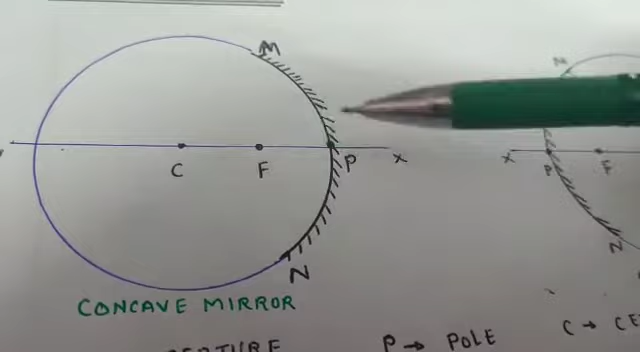 M
C F P X
N
CONCAVE MIRROR
X P F
N
P → POLE
C →